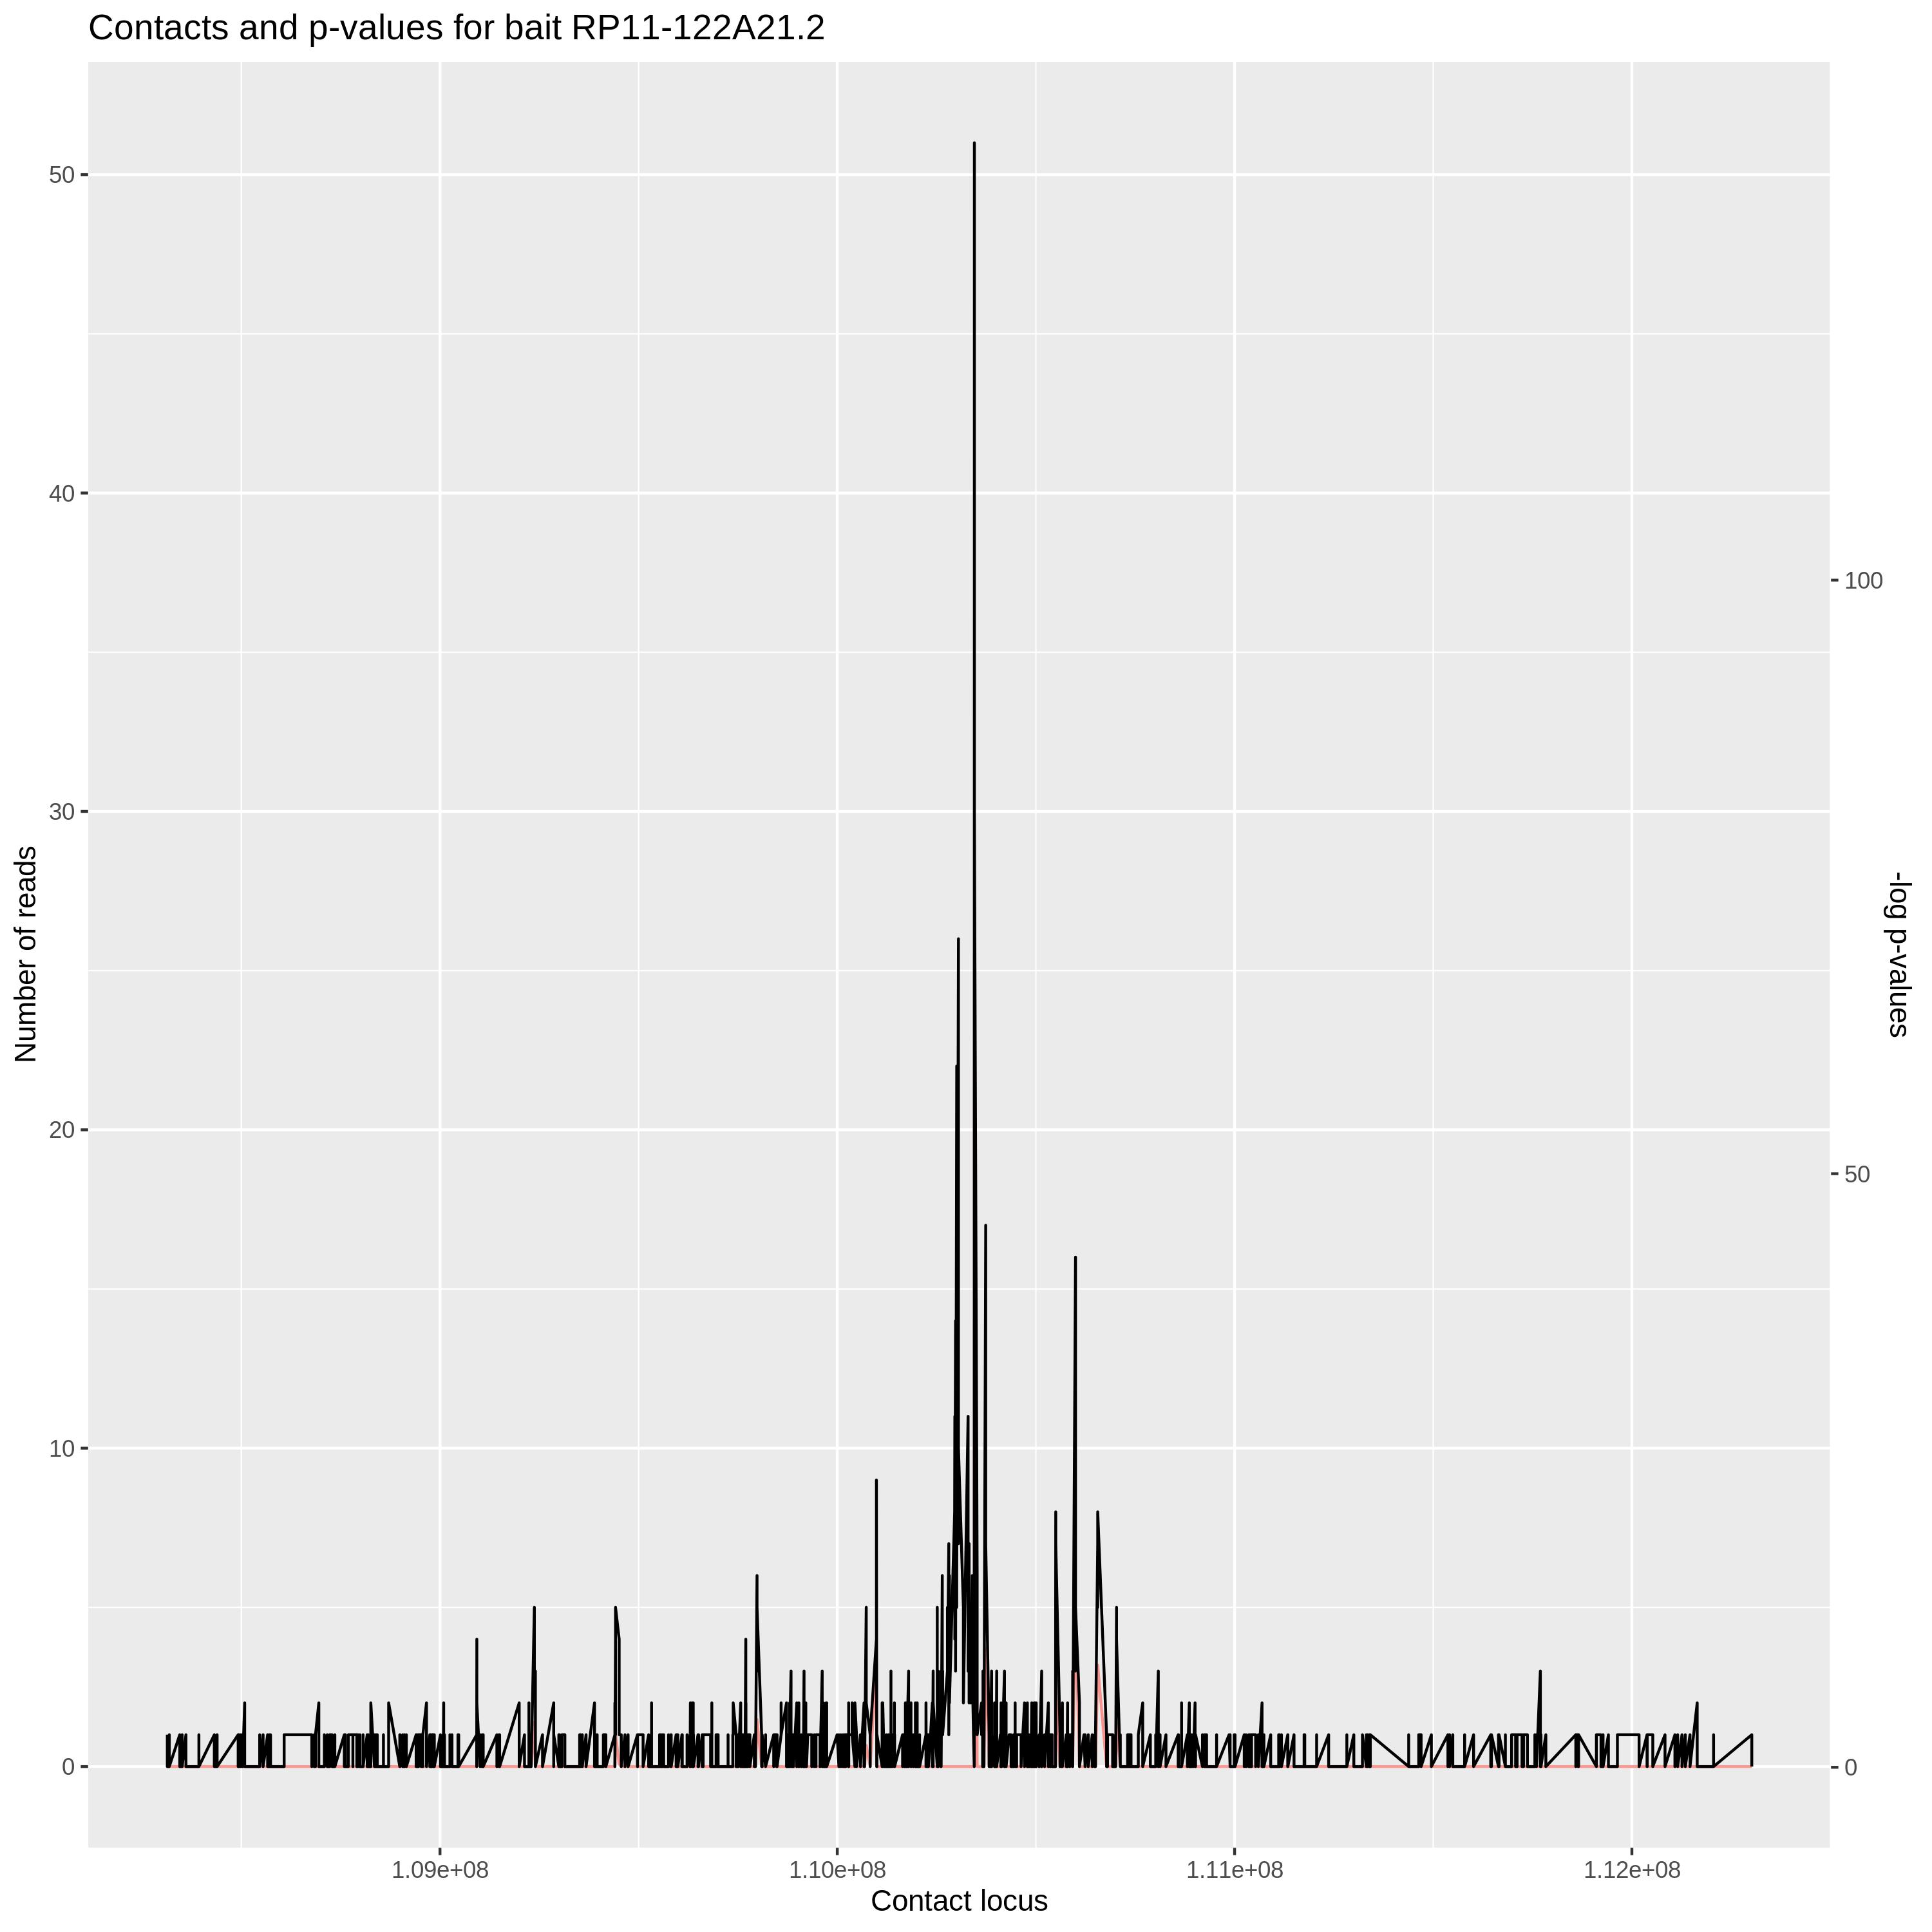 Contacts and p-values for bait RP11-122A21.2
50
40
30
20
10
0
Number of reads
100
50
0
-log p-values
1.09e+08
1.10e+08
1.11e+08
1.12e+08
Contact locus